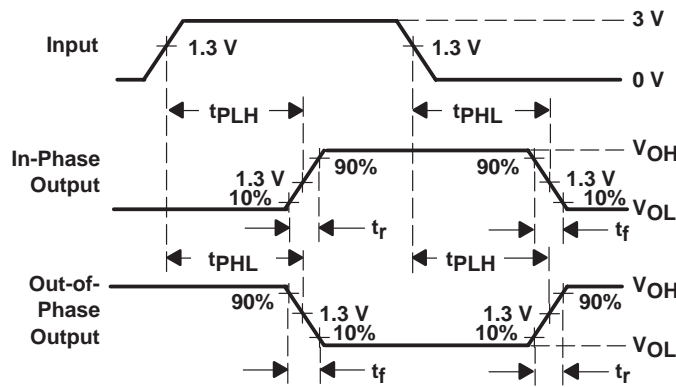 3 V
Input
1.3 V
1.3 V
0 V
tPLH
tPHL
In-Phase
Output
VOH
90%
90%
1.3 V
1.3 V
10%
10%
VOL
tr
tf
tPHL
tPLH
Out-of-
Phase
Output
VOH
90%
90%
1.3 V
1.3 V
10%
10%
VOL
tf
tr